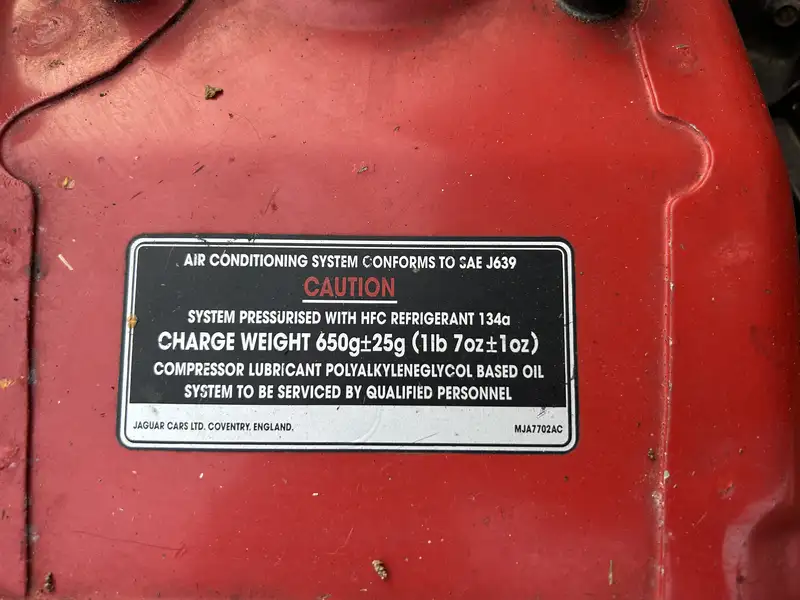 AIR CONDITIONING SYSTEM CONFORMS TO SAE J639
CAUTION
SYSTEM PRESSURISED WITH HFC REFRIGERANT 134a
CHARGE WEIGHT 650g±25g (1lb 7oz±1oz)
COMPRESSOR LUBRICANT POLYALKYLENEGLYCOL BASED OIL
SYSTEM TO BE SERVICED BY QUALIFIED PERSONNEL
JAGUAR CARS LTD. COVENTRY. ENGLAND. MJA7702AC